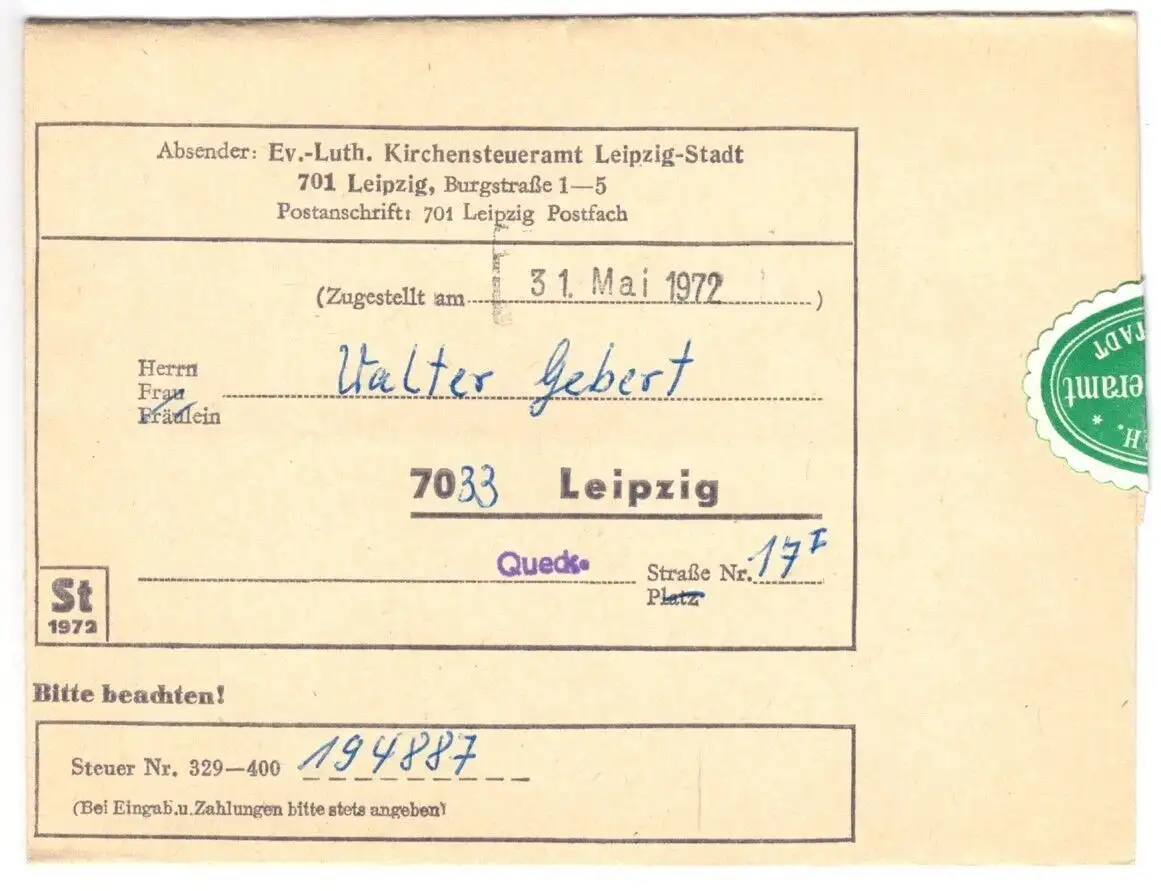 Absender: Ev.-Luth. Kirchensteueramt Leipzig-Stadt
701 Leipzig, Burgstraße 1—5
Postanschrift: 701 Leipzig Postfach
(Zugestellt am 31. Mai 1972)
Herrn
Frau
Fräulein
Walter Gebert
7033 Leipzig
Queck. Straße Nr. 17 I
Platz
St
1972
Bitte beachten!
Steuer Nr. 329—400 194887
(Bei Eingab.u.Zahlungen bitte stets angeben)
TADT
eramt
H. *